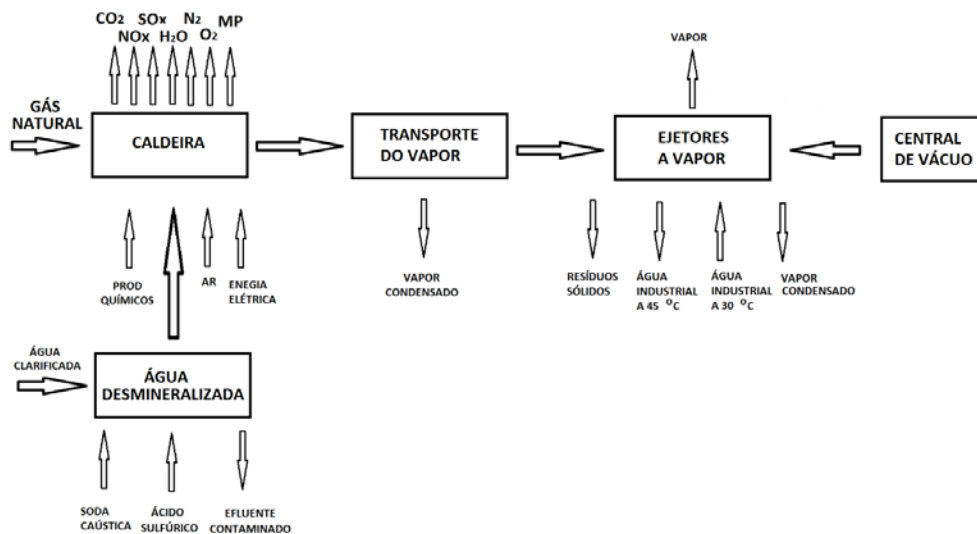 CO2 SOx N2 MP
NOx H2O O2
VAPOR
GÁS
NATURAL
CALDEIRA
TRANSPORTE
DO VAPOR
EJETORES
A VAPOR
CENTRAL
DE VÁCUO
PROD
QUÍMICOS
AR
ENEGIA
ELÉTRICA
VAPOR
CONDENSADO
RESÍDUOS
SÓLIDOS
ÁGUA
INDUSTRIAL
A 45 °C
ÁGUA
INDUSTRIAL
A 30 °C
VAPOR
CONDENSADO
ÁGUA
CLARIFICADA
ÁGUA
DESMINERALIZADA
SODA
CAÚSTICA
ÁCIDO
SULFÚRICO
EFLUENTE
CONTAMINADO